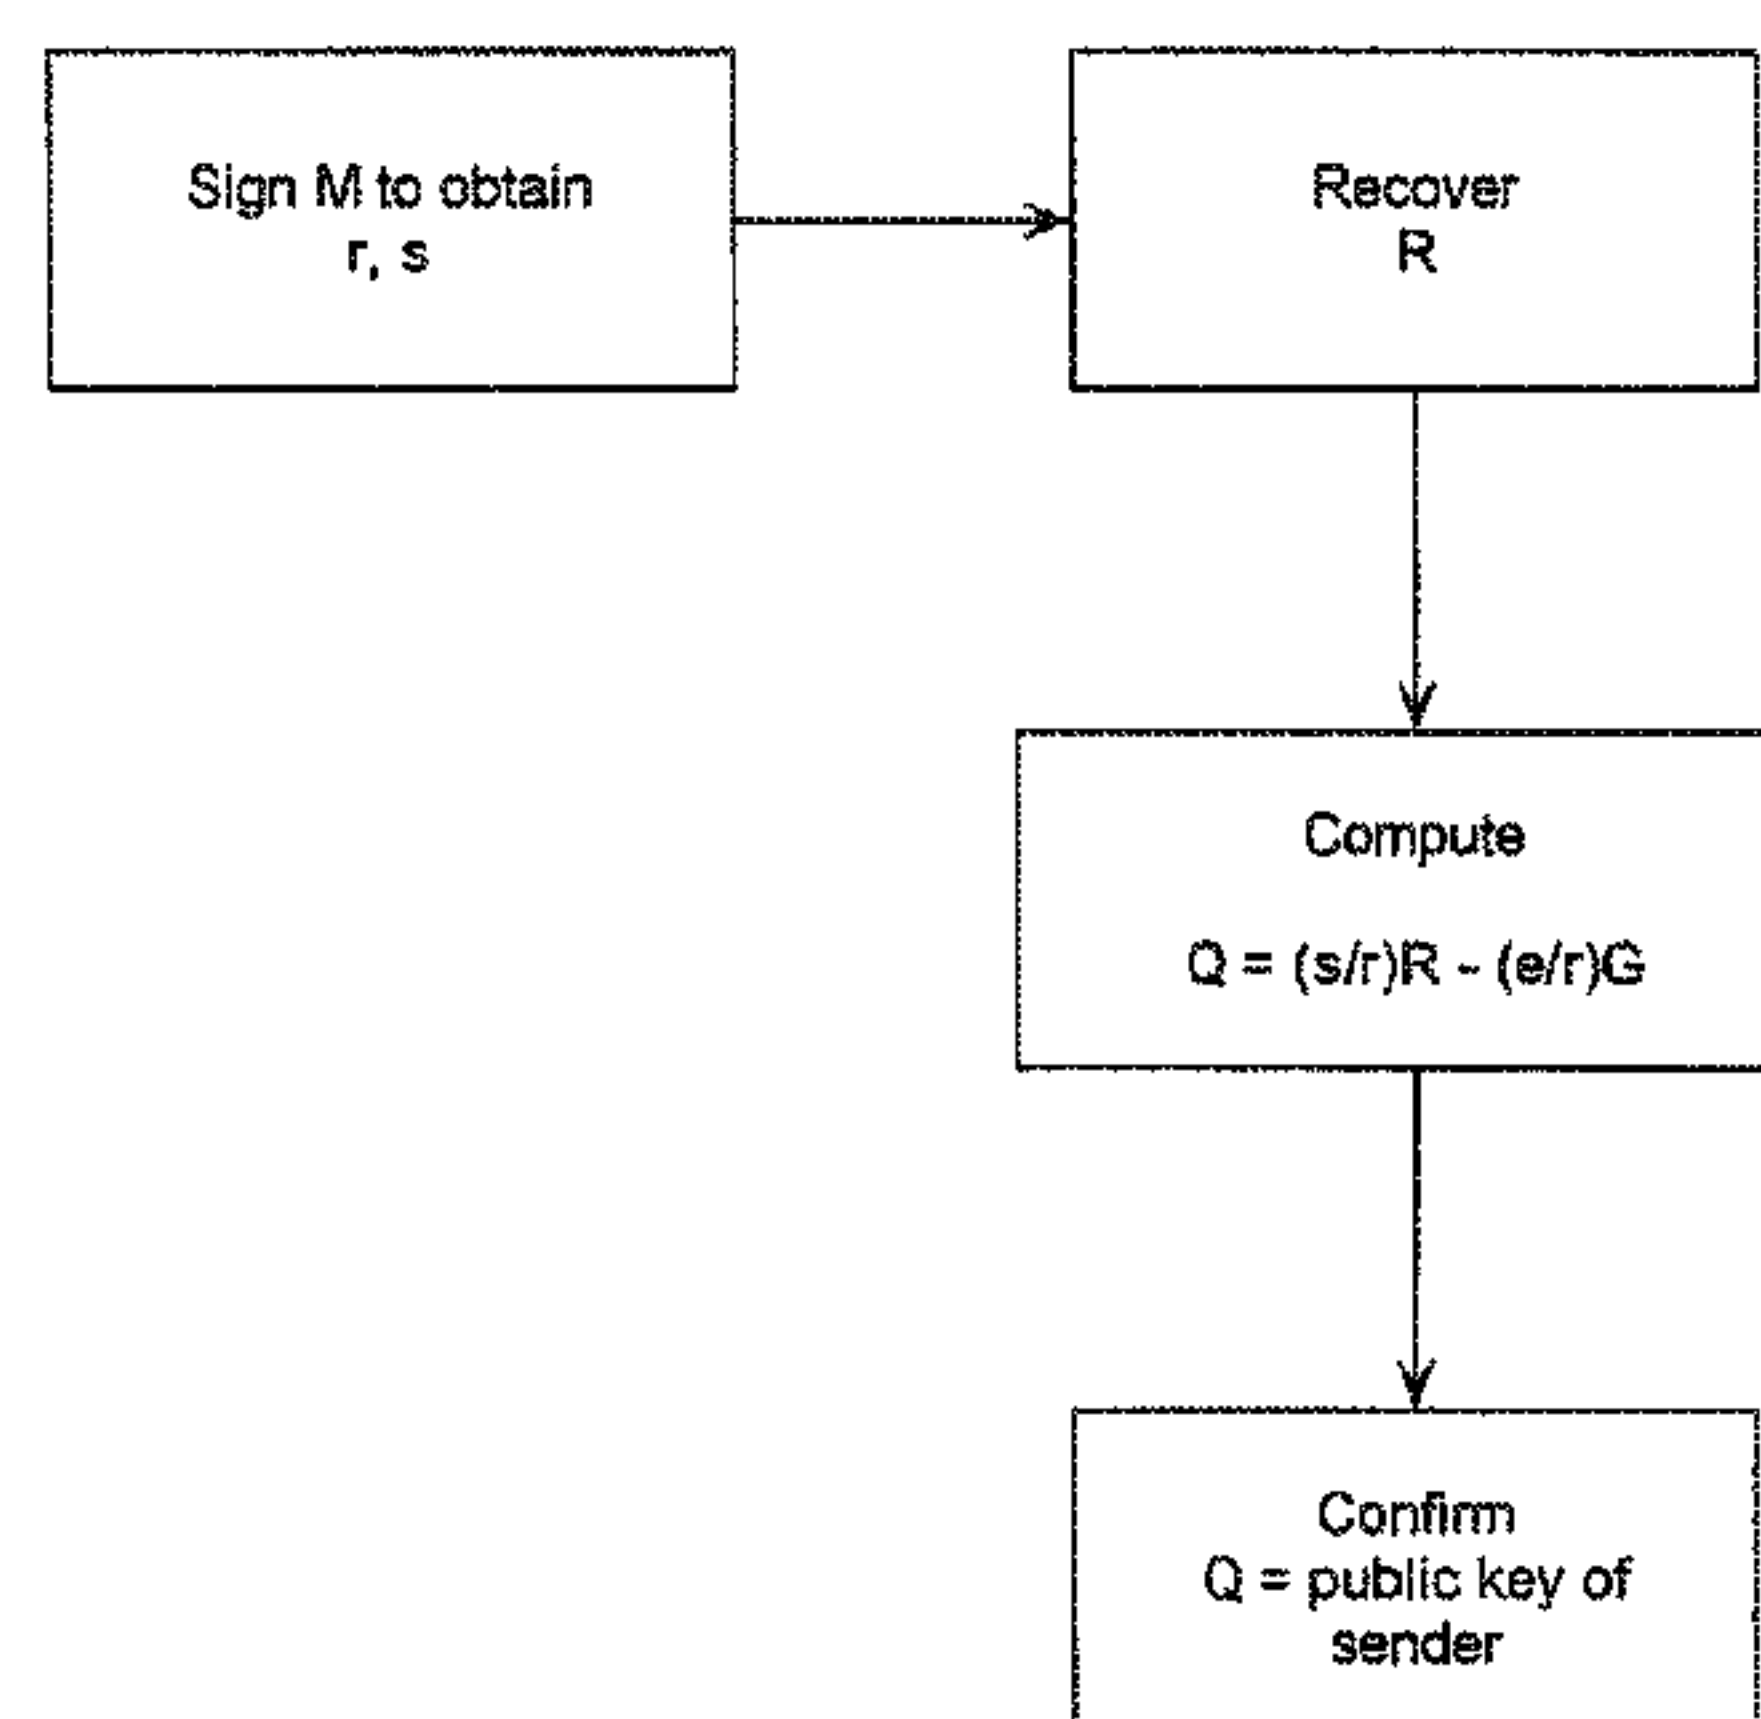 Sign M to obtain
r, s
Recover
R
Compute
Q = (s/r)R - (e/r)G
Confirm
Q = public key of
sender